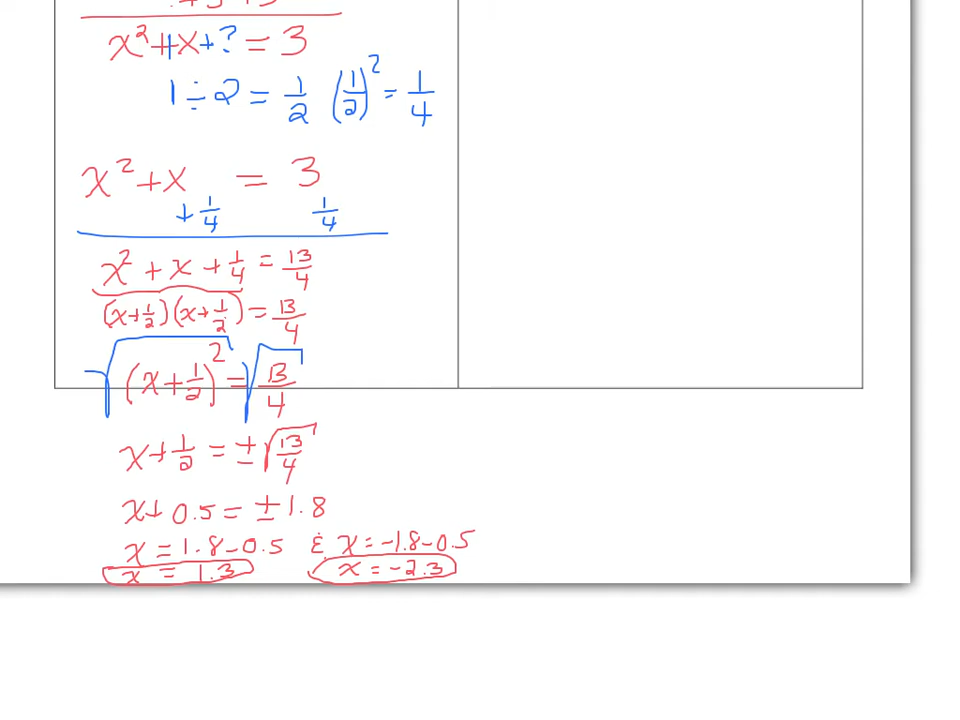 x² + 1x + ? = 3
1 ÷ 2 = 1/2 (1/2)² = 1/4
x² + x = 3
+ 1/4 1/4
x² + x + 1/4 = 13/4
(x + 1/2)(x + 1/2) = 13/4
√(x + 1/2)² = √13/4
x + 1/2 = ± √13/4
x + 0.5 = ± 1.8
x = 1.8 - 0.5 & x = -1.8 - 0.5
x = 1.3 x = -2.3